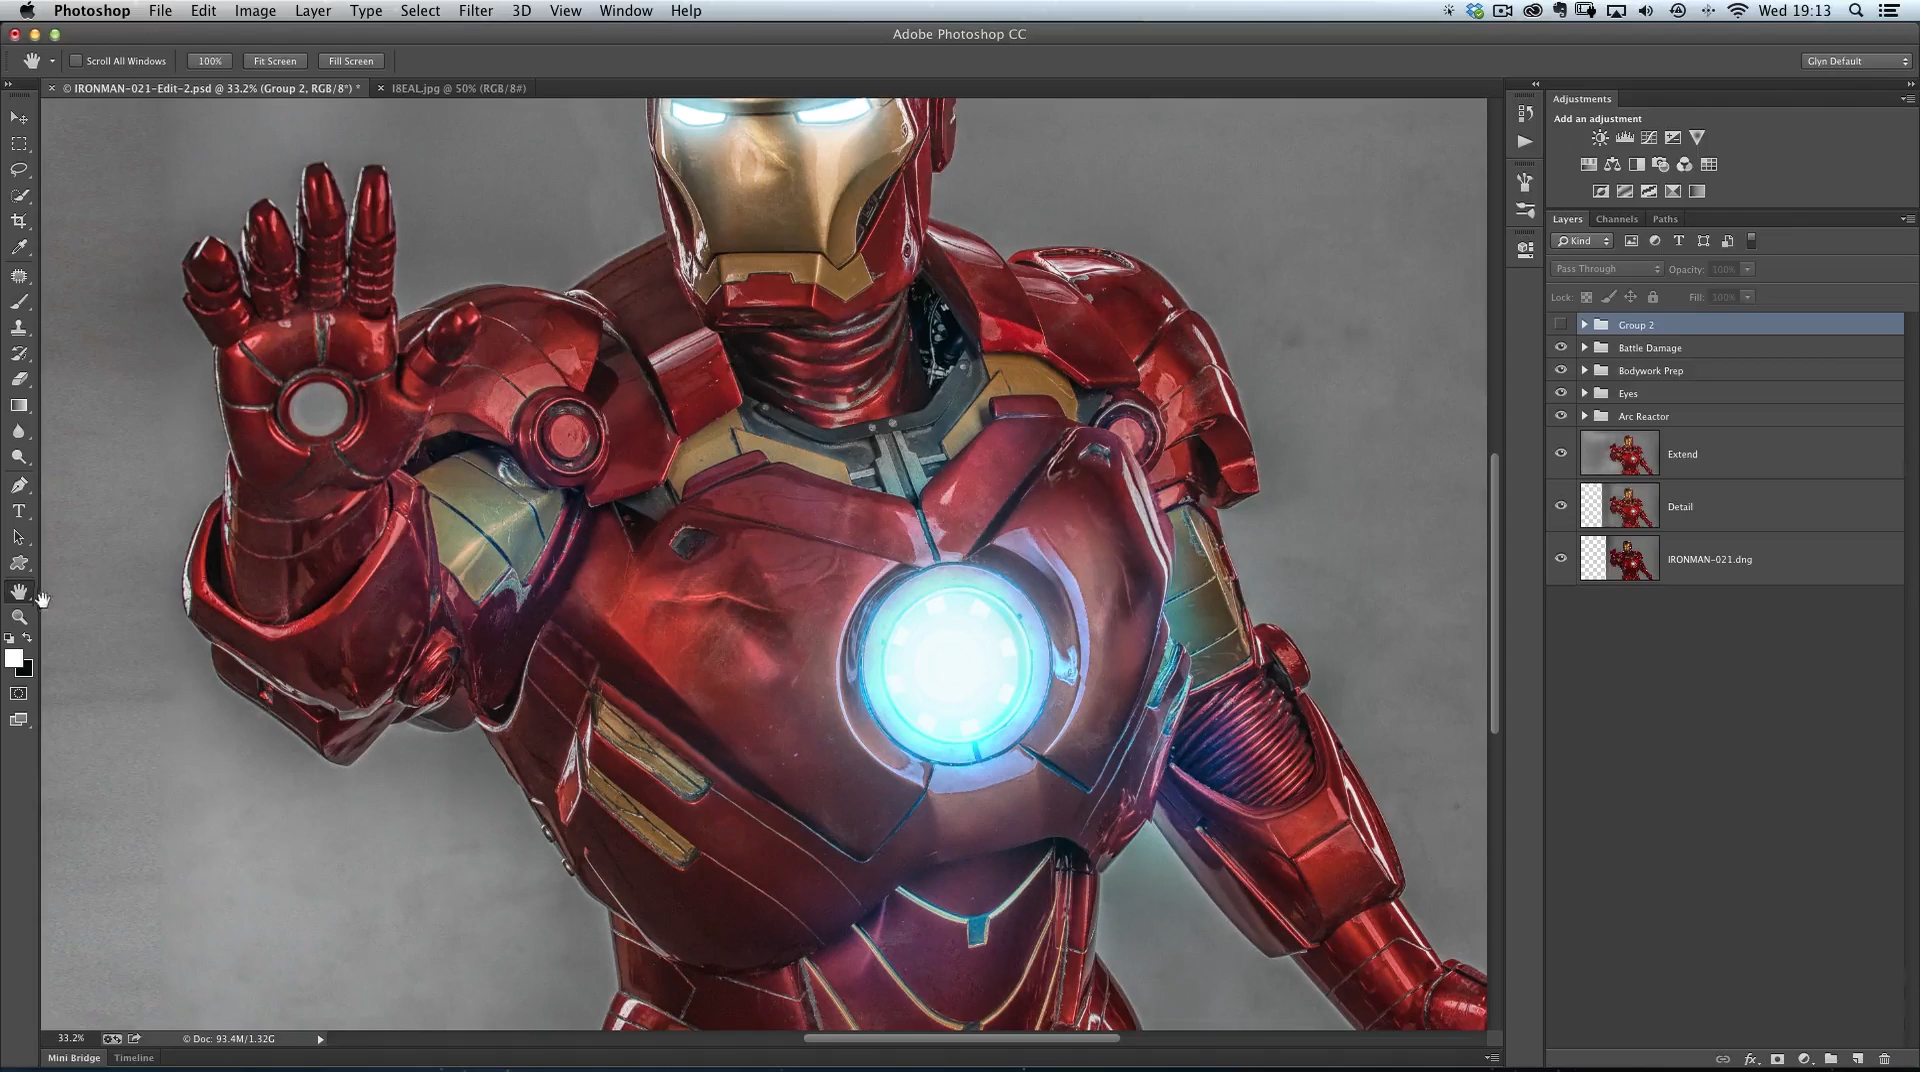 Photoshop File Edit Image Layer Type Select Filter 3D View Window Help Wed 19:13
Adobe Photoshop CC
Scroll All Windows 100% Fit Screen Fill Screen Glyn Default
© IRONMAN-021-Edit-2.psd @ 33.2% (Group 2, RGB/8*) * I8EAL.jpg @ 50% (RGB/8#)
Adjustments
Add an adjustment
Layers Channels Paths
Kind
Pass Through Opacity: 100%
Lock: Fill: 100%
Group 2
Battle Damage
Bodywork Prep
Eyes
Arc Reactor
Extend
Detail
IRONMAN-021.dng
33.2% © Doc: 93.4M/1.32G
Mini Bridge Timeline